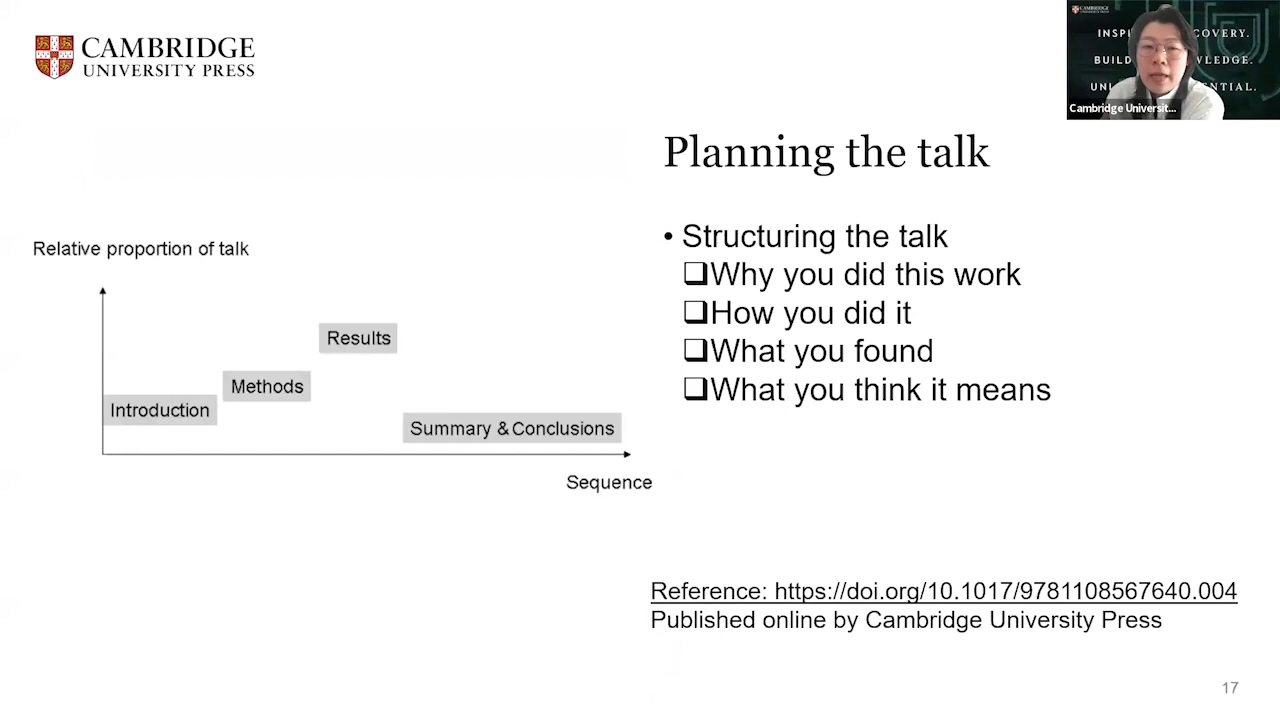 CAMBRIDGE
UNIVERSITY PRESS
Cambridge Universit...
Planning the talk
Relative proportion of talk
Results
Methods
Introduction
Summary & Conclusions
Sequence
• Structuring the talk
❑Why you did this work
❑How you did it
❑What you found
❑What you think it means
Reference: https://doi.org/10.1017/9781108567640.004
Published online by Cambridge University Press
17